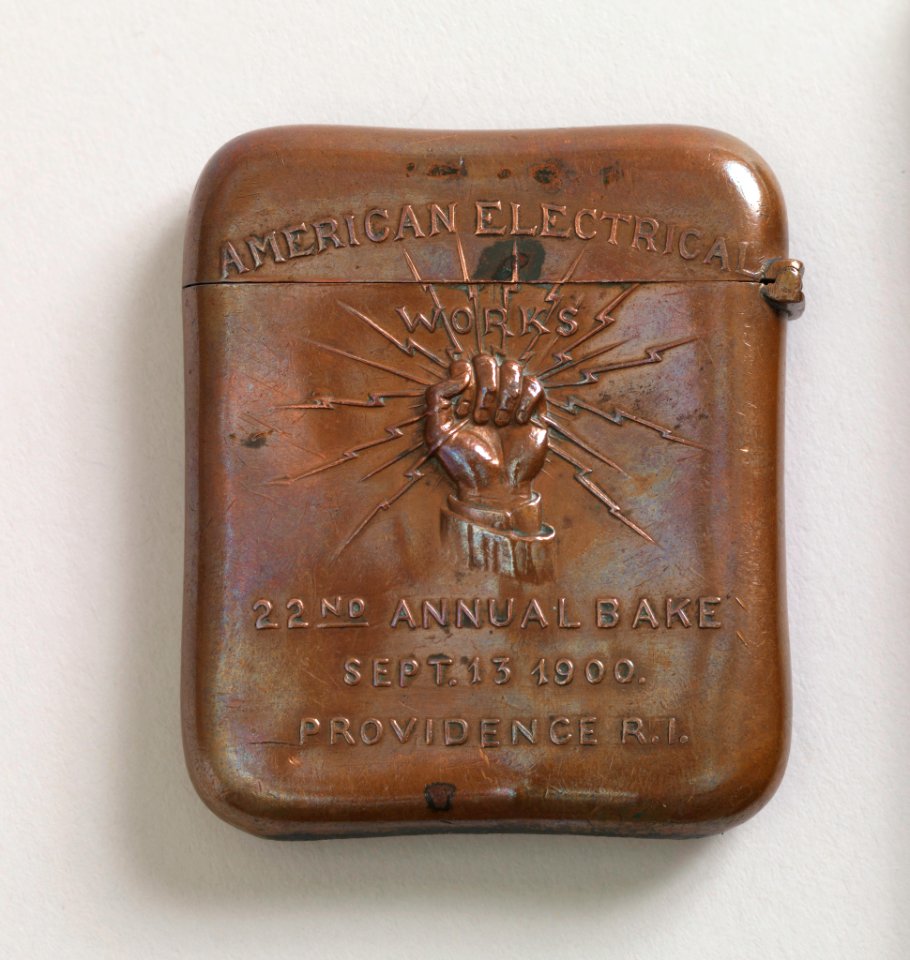 AMERICAN ELECTRICAL
WORKS
22ND ANNUAL BAKE
SEPT. 13 1900.
PROVIDENCE R.I.